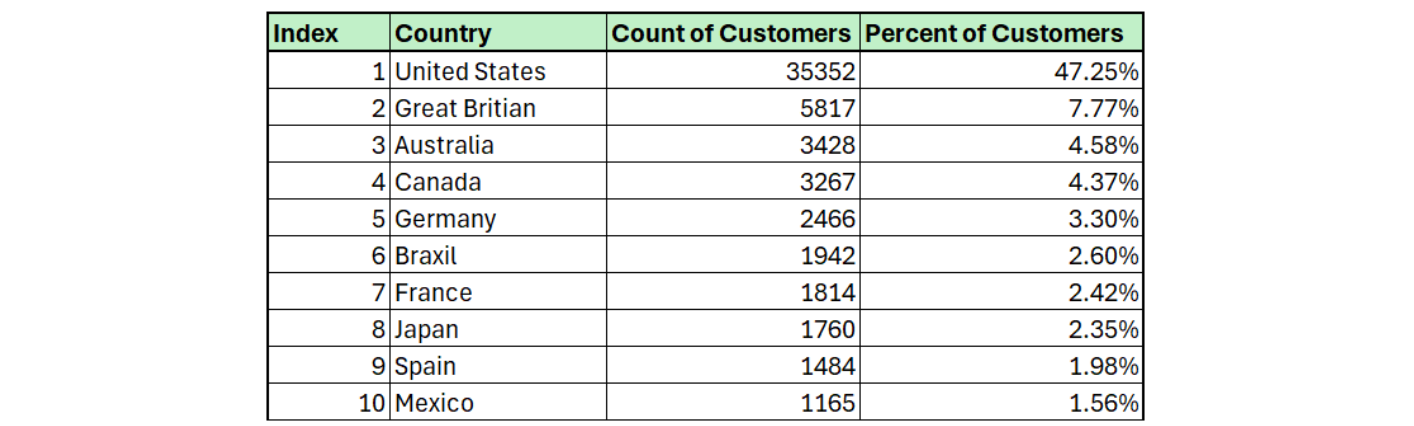 Index Country Count of Customers Percent of Customers
1 United States 35352 47.25%
2 Great Britian 5817 7.77%
3 Australia 3428 4.58%
4 Canada 3267 4.37%
5 Germany 2466 3.30%
6 Braxil 1942 2.60%
7 France 1814 2.42%
8 Japan 1760 2.35%
9 Spain 1484 1.98%
10 Mexico 1165 1.56%